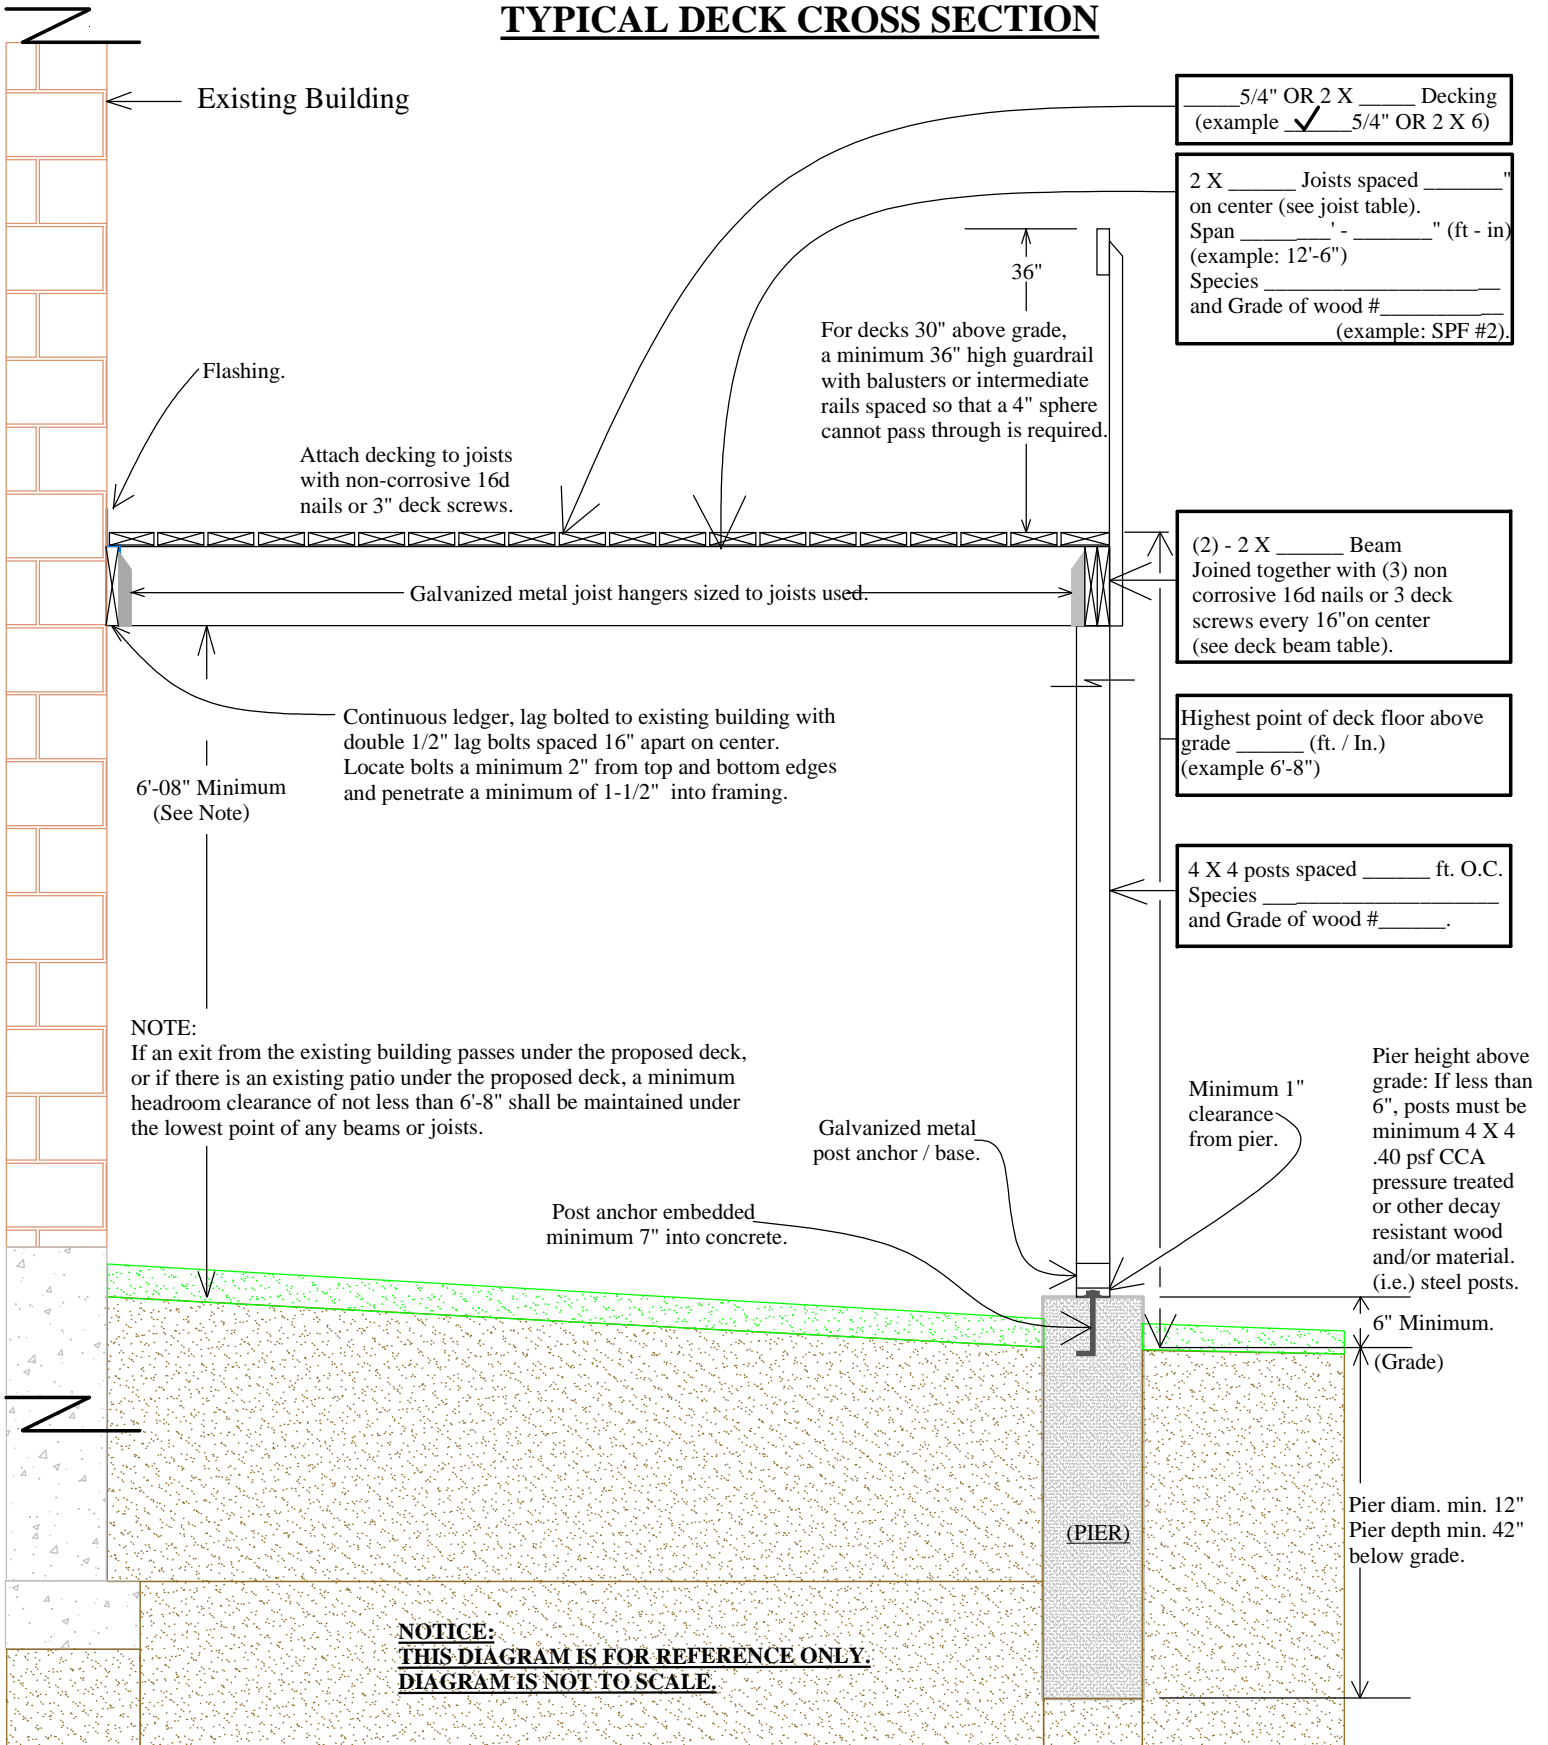 TYPICAL DECK CROSS SECTION
Existing Building
_____5/4" OR 2 X _____ Decking
(example ______5/4" OR 2 X 6)
2 X ______ Joists spaced _______"
on center (see joist table).
Span ________' - _______" (ft - in)
(example: 12'-6")
Species _____________________
and Grade of wood #___________
(example: SPF #2).
36"
For decks 30" above grade,
a minimum 36" high guardrail
with balusters or intermediate
rails spaced so that a 4" sphere
cannot pass through is required.
Flashing.
Attach decking to joists
with non-corrosive 16d
nails or 3" deck screws.
(2) - 2 X ______ Beam
Joined together with (3) non
corrosive 16d nails or 3 deck
screws every 16"on center
(see deck beam table).
Galvanized metal joist hangers sized to joists used.
Continuous ledger, lag bolted to existing building with
double 1/2" lag bolts spaced 16" apart on center.
Locate bolts a minimum 2" from top and bottom edges
and penetrate a minimum of 1-1/2" into framing.
Highest point of deck floor above
grade ______ (ft. / In.)
(example 6'-8")
6'-08" Minimum
(See Note)
4 X 4 posts spaced ______ ft. O.C.
Species _____________________
and Grade of wood #______.
NOTE:
If an exit from the existing building passes under the proposed deck,
or if there is an existing patio under the proposed deck, a minimum
headroom clearance of not less than 6'-8" shall be maintained under
the lowest point of any beams or joists.
Pier height above
grade: If less than
6", posts must be
minimum 4 X 4
.40 psf CCA
pressure treated
or other decay
resistant wood
and/or material.
(i.e.) steel posts.
Minimum 1"
clearance
from pier.
Galvanized metal
post anchor / base.
Post anchor embedded
minimum 7" into concrete.
6" Minimum.
(Grade)
Pier diam. min. 12"
Pier depth min. 42"
below grade.
(PIER)
NOTICE:
THIS DIAGRAM IS FOR REFERENCE ONLY.
DIAGRAM IS NOT TO SCALE.